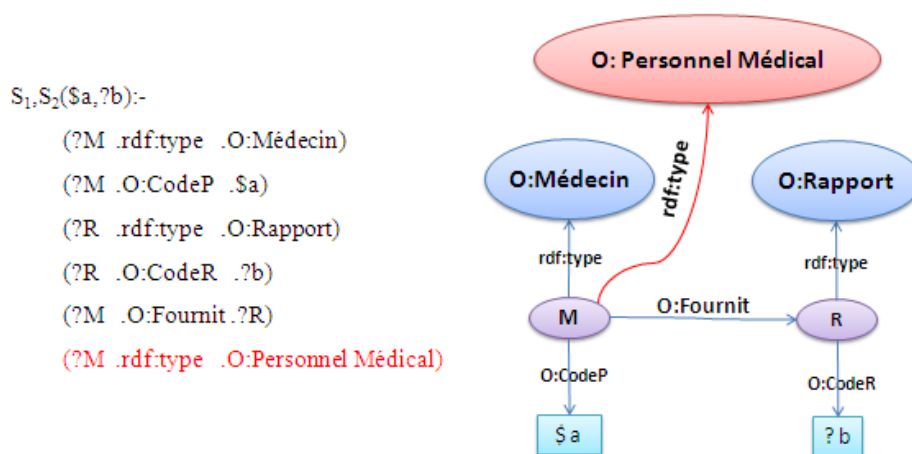 S₁,S₂($a,?b):-
(?M .rdf:type .O:Médecin)
(?M .O:CodeP .$a)
(?R .rdf:type .O:Rapport)
(?R .O:CodeR .?b)
(?M .O:Fournit .?R)
(?M .rdf:type .O:Personnel Médical)
O: Personnel Médical
rdf:type
O:Médecin
O:Rapport
rdf:type
rdf:type
M
O:Fournit
R
O:CodeP
O:CodeR
$ a
? b